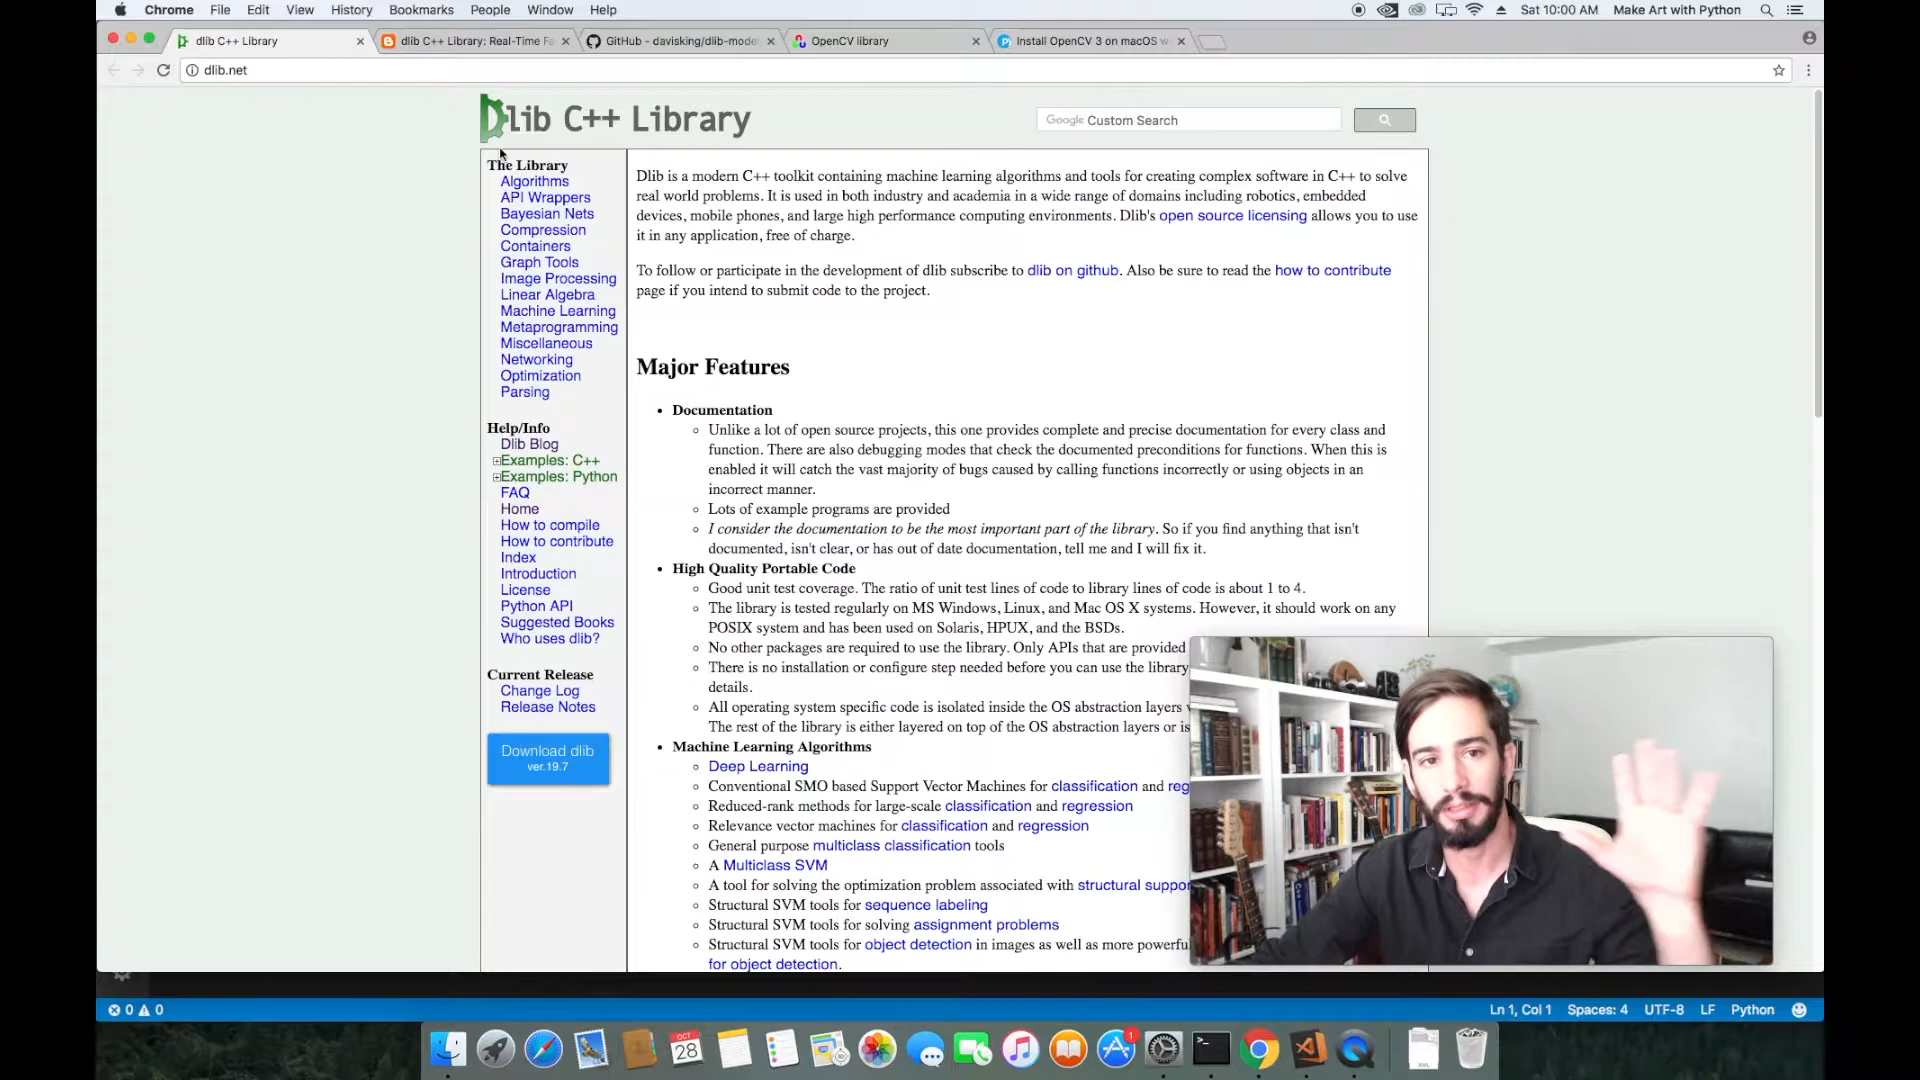 Chrome File Edit View History Bookmarks People Window Help
Sat 10:00 AM Make Art with Python
dlib C++ Library
dlib C++ Library: Real-Time Fa
GitHub - davisking/dlib-model
OpenCV library
Install OpenCV 3 on macOS w
dlib.net
Dlib C++ Library
Google Custom Search
The Library
Algorithms
API Wrappers
Bayesian Nets
Compression
Containers
Graph Tools
Image Processing
Linear Algebra
Machine Learning
Metaprogramming
Miscellaneous
Networking
Optimization
Parsing
Help/Info
Dlib Blog
Examples: C++
Examples: Python
FAQ
Home
How to compile
How to contribute
Index
Introduction
License
Python API
Suggested Books
Who uses dlib?
Current Release
Change Log
Release Notes
Download dlib
ver.19.7
Dlib is a modern C++ toolkit containing machine learning algorithms and tools for creating complex software in C++ to solve
real world problems. It is used in both industry and academia in a wide range of domains including robotics, embedded
devices, mobile phones, and large high performance computing environments. Dlib's open source licensing allows you to use
it in any application, free of charge.
To follow or participate in the development of dlib subscribe to dlib on github. Also be sure to read the how to contribute
page if you intend to submit code to the project.
Major Features
Documentation
Unlike a lot of open source projects, this one provides complete and precise documentation for every class and
function. There are also debugging modes that check the documented preconditions for functions. When this is
enabled it will catch the vast majority of bugs caused by calling functions incorrectly or using objects in an
incorrect manner.
Lots of example programs are provided
I consider the documentation to be the most important part of the library. So if you find anything that isn't
documented, isn't clear, or has out of date documentation, tell me and I will fix it.
High Quality Portable Code
Good unit test coverage. The ratio of unit test lines of code to library lines of code is about 1 to 4.
The library is tested regularly on MS Windows, Linux, and Mac OS X systems. However, it should work on any
POSIX system and has been used on Solaris, HPUX, and the BSDs.
No other packages are required to use the library. Only APIs that are provided
There is no installation or configure step needed before you can use the library
details.
All operating system specific code is isolated inside the OS abstraction layers
The rest of the library is either layered on top of the OS abstraction layers or is
Machine Learning Algorithms
Deep Learning
Conventional SMO based Support Vector Machines for classification and reg
Reduced-rank methods for large-scale classification and regression
Relevance vector machines for classification and regression
General purpose multiclass classification tools
A Multiclass SVM
A tool for solving the optimization problem associated with structural suppor
Structural SVM tools for sequence labeling
Structural SVM tools for solving assignment problems
Structural SVM tools for object detection in images as well as more powerful
for object detection.
0 0
Ln 1, Col 1 Spaces: 4 UTF-8 LF Python
OCT
28
1